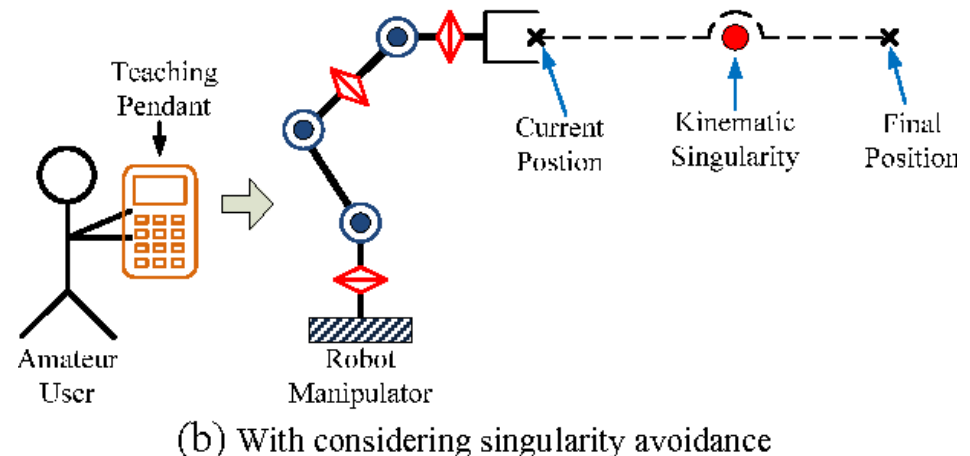 Teaching
Pendant
Current
Postion
Kinematic
Singularity
Final
Position
Amateur
User
Robot
Manipulator
(b) With considering singularity avoidance